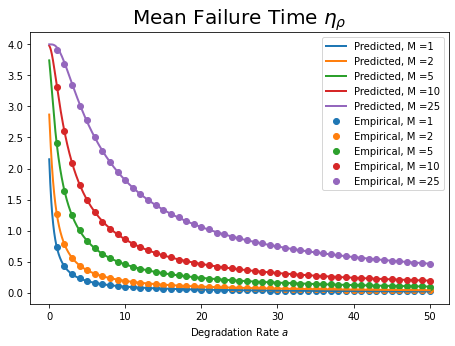 Mean Failure Time $\eta_\rho$
4.0
3.5
3.0
2.5
2.0
1.5
1.0
0.5
0.0
Predicted, M =1
Predicted, M =2
Predicted, M =5
Predicted, M =10
Predicted, M =25
Empirical, M =1
Empirical, M =2
Empirical, M =5
Empirical, M =10
Empirical, M =25
0 10 20 30 40 50
Degradation Rate a